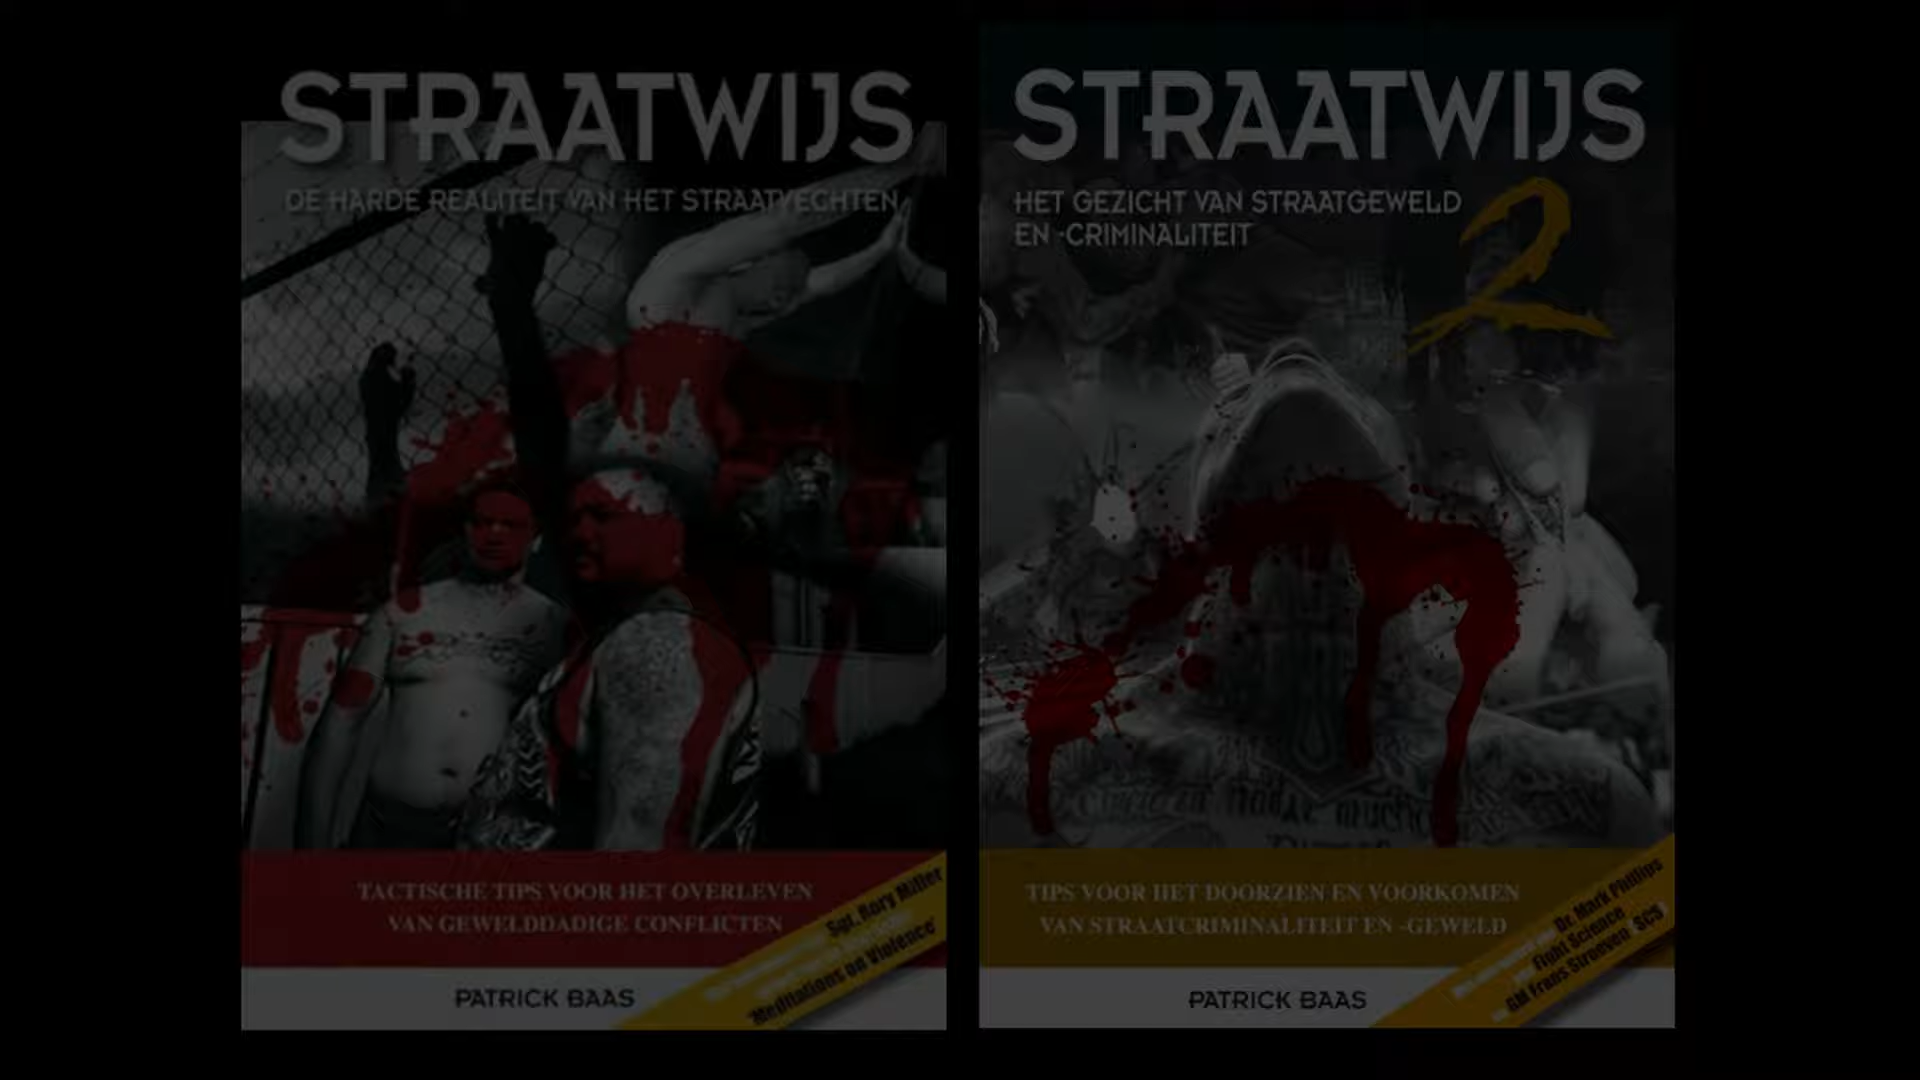 STRAATWIJS
DE HARDE REALITEIT VAN HET STRAATVECHTEN
TACTISCHE TIPS VOOR HET OVERLEVEN
VAN GEWELDDADIGE CONFLICTEN
Sgt. Rory Miller
'Meditations on Violence'
PATRICK BAAS
STRAATWIJS
2
HET GEZICHT VAN STRAATGEWELD
EN -CRIMINALITEIT
TIPS VOOR HET DOORZIEN EN VOORKOMEN
VAN STRAATCRIMINALITEIT EN -GEWELD
Dr. Mark Phillips
Fight Science
GM Frans Stroeven SCS
PATRICK BAAS